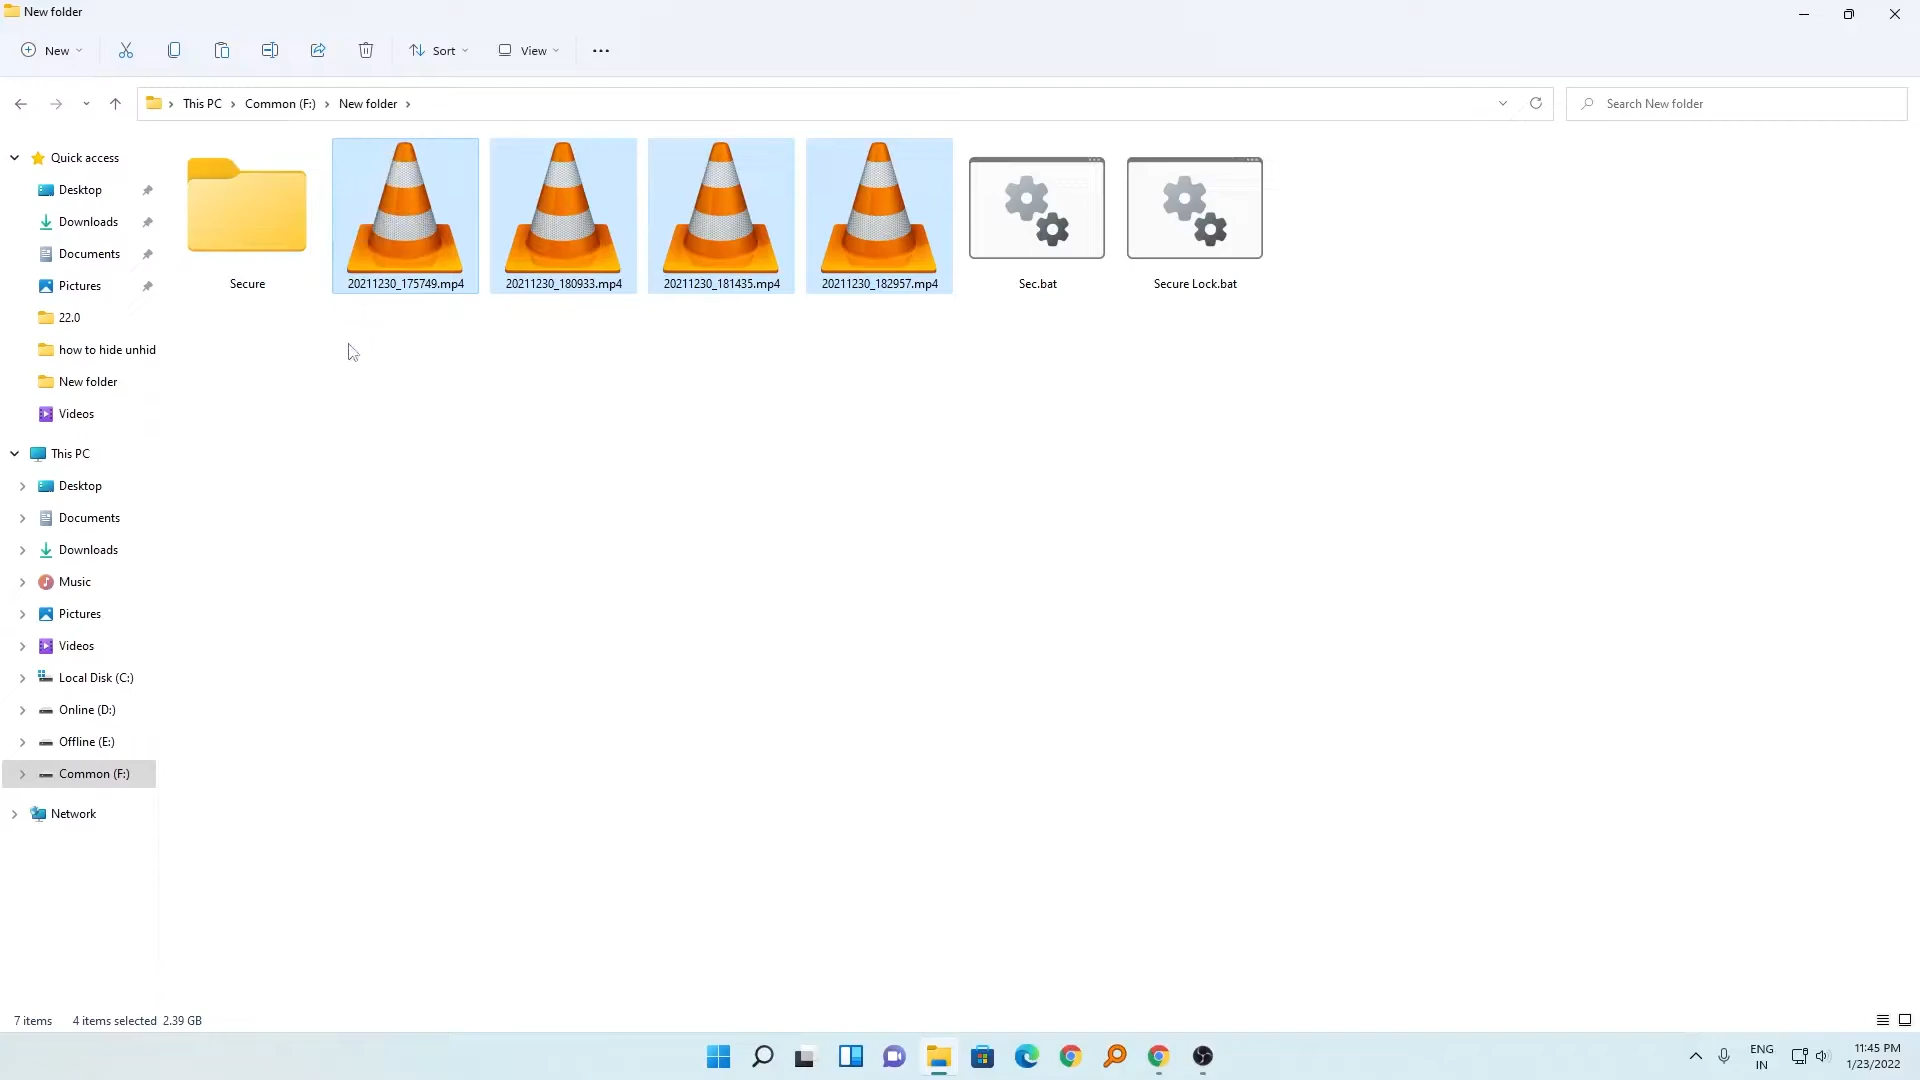 New folder
New
Sort
View
This PC
Common (F:)
New folder
Search New folder
Quick access
Desktop
Downloads
Documents
Pictures
22.0
how to hide unhid
New folder
Videos
This PC
Desktop
Documents
Downloads
Music
Pictures
Videos
Local Disk (C:)
Online (D:)
Offline (E:)
Common (F:)
Network
Secure
20211230_175749.mp4
20211230_180933.mp4
20211230_181435.mp4
20211230_182957.mp4
Sec.bat
Secure Lock.bat
7 items
4 items selected 2.39 GB
ENG
IN
11:45 PM
1/23/2022